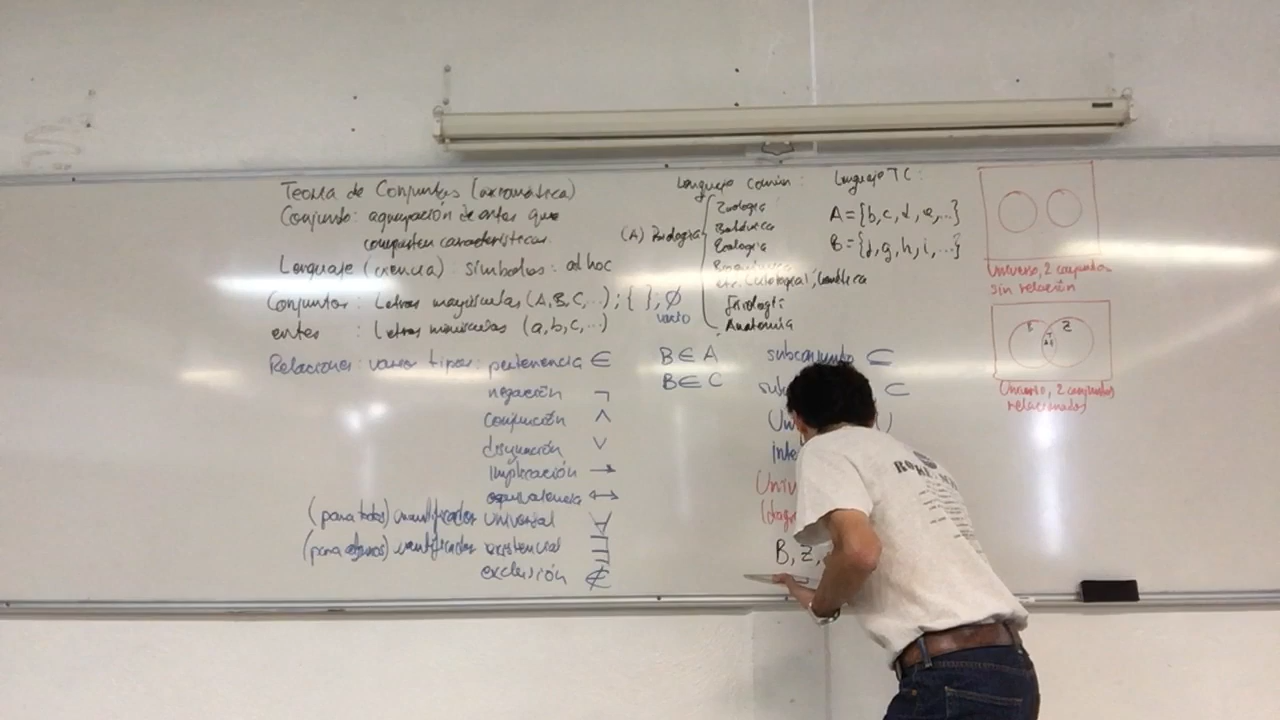 Teoría de Conjuntos (axiomática)
Conjunto: agrupación de entes que
comparten características.
Lenguaje (ciencia) símbolos: ad hoc
Conjuntos: Letras mayúsculas (A, B, C, ...); { }; ∅
vacío
entes : Letras minúsculas (a, b, c, ...)
Relaciones: varios tipos: pertenencia ∈
negación ¬
conjunción ∧
disyunción ∨
implicación →
equivalencia ↔
(para todos) cuantificador universal ∀
(para algunos) cuantificador existencial ∃
exclusión ∉
Lenguaje Común:
(A) Biología
Zoología
Botánica
Ecología
etc. Genética
Fisiología
Anatomía
B ∈ A
B ∈ C
Lenguaje TC:
A = {b, c, d, e, ...}
B = {f, g, h, i, ...}
subconjunto ⊆
sub ⊂
B, Z,
Universo, 2 conjuntos
sin relación
B Z
Universo, 2 conjuntos
relacionados